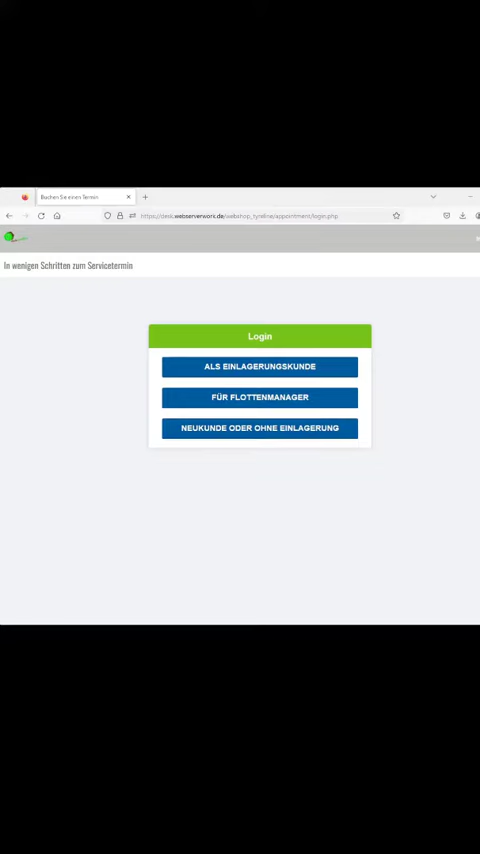 Buchen Sie einen Termin
https://desk.webserverwork.de/webshop_tyreline/appointment/login.php
In wenigen Schritten zum Servicetermin
Login
ALS EINLAGERUNGSKUNDE
FÜR FLOTTENMANAGER
NEUKUNDE ODER OHNE EINLAGERUNG